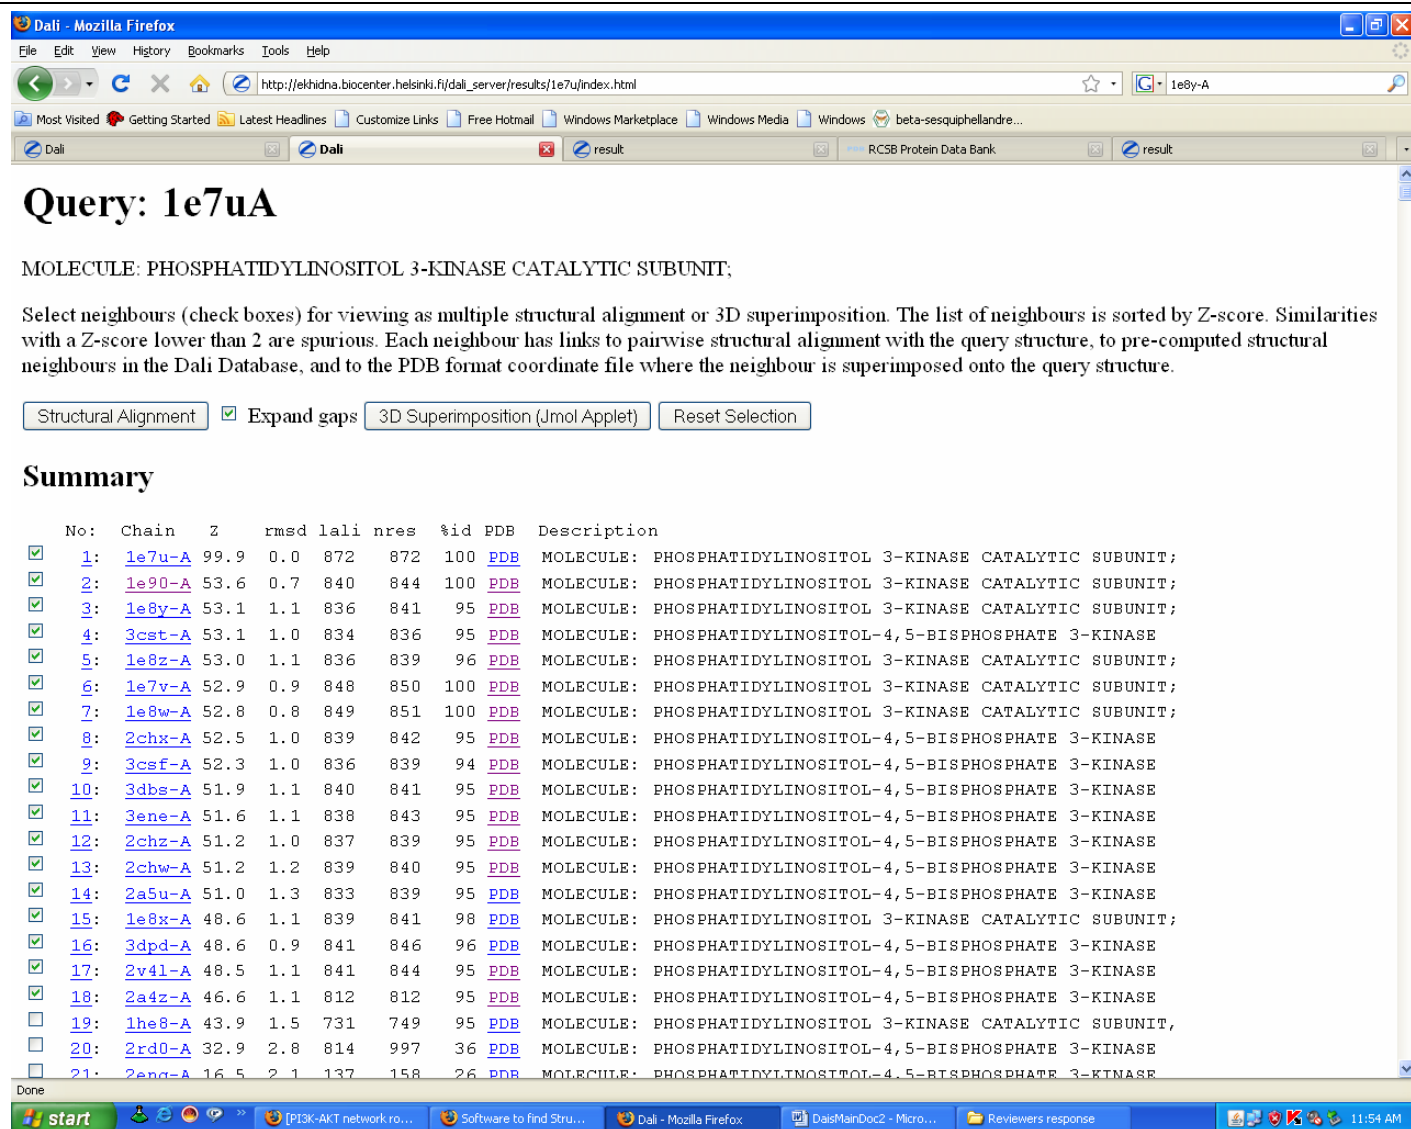 Dali - Mozilla Firefox
File Edit View History Bookmarks Tools Help
http://ekhidna.biocenter.helsinki.fi/dali_server/results/1e7u/index.html 1e8y-A
Most Visited Getting Started Latest Headlines Customize Links Free Hotmail Windows Marketplace Windows Media Windows beta-sesquiphellandre...
Dali Dali result RCSB Protein Data Bank result
Query: 1e7uA
MOLECULE: PHOSPHATIDYLINOSITOL 3-KINASE CATALYTIC SUBUNIT;
Select neighbours (check boxes) for viewing as multiple structural alignment or 3D superimposition. The list of neighbours is sorted by Z-score. Similarities
with a Z-score lower than 2 are spurious. Each neighbour has links to pairwise structural alignment with the query structure, to pre-computed structural
neighbours in the Dali Database, and to the PDB format coordinate file where the neighbour is superimposed onto the query structure.
Structural Alignment Expand gaps 3D Superimposition (Jmol Applet) Reset Selection
Summary
No: Chain Z rmsd lali nres %id PDB Description
1: 1e7u-A 99.9 0.0 872 872 100 PDB MOLECULE: PHOSPHATIDYLINOSITOL 3-KINASE CATALYTIC SUBUNIT;
2: 1e90-A 53.6 0.7 840 844 100 PDB MOLECULE: PHOSPHATIDYLINOSITOL 3-KINASE CATALYTIC SUBUNIT;
3: 1e8y-A 53.1 1.1 836 841 95 PDB MOLECULE: PHOSPHATIDYLINOSITOL 3-KINASE CATALYTIC SUBUNIT;
4: 3cst-A 53.1 1.0 834 836 95 PDB MOLECULE: PHOSPHATIDYLINOSITOL-4,5-BISPHOSPHATE 3-KINASE
5: 1e8z-A 53.0 1.1 836 839 96 PDB MOLECULE: PHOSPHATIDYLINOSITOL 3-KINASE CATALYTIC SUBUNIT;
6: 1e7v-A 52.9 0.9 848 850 100 PDB MOLECULE: PHOSPHATIDYLINOSITOL 3-KINASE CATALYTIC SUBUNIT;
7: 1e8w-A 52.8 0.8 849 851 100 PDB MOLECULE: PHOSPHATIDYLINOSITOL 3-KINASE CATALYTIC SUBUNIT;
8: 2chx-A 52.5 1.0 839 842 95 PDB MOLECULE: PHOSPHATIDYLINOSITOL-4,5-BISPHOSPHATE 3-KINASE
9: 3csf-A 52.3 1.0 836 839 94 PDB MOLECULE: PHOSPHATIDYLINOSITOL-4,5-BISPHOSPHATE 3-KINASE
10: 3dbs-A 51.9 1.1 840 841 95 PDB MOLECULE: PHOSPHATIDYLINOSITOL-4,5-BISPHOSPHATE 3-KINASE
11: 3ene-A 51.6 1.1 838 843 95 PDB MOLECULE: PHOSPHATIDYLINOSITOL-4,5-BISPHOSPHATE 3-KINASE
12: 2chz-A 51.2 1.0 837 839 95 PDB MOLECULE: PHOSPHATIDYLINOSITOL-4,5-BISPHOSPHATE 3-KINASE
13: 2chw-A 51.2 1.2 839 840 95 PDB MOLECULE: PHOSPHATIDYLINOSITOL-4,5-BISPHOSPHATE 3-KINASE
14: 2a5u-A 51.0 1.3 833 839 95 PDB MOLECULE: PHOSPHATIDYLINOSITOL-4,5-BISPHOSPHATE 3-KINASE
15: 1e8x-A 48.6 1.1 839 841 98 PDB MOLECULE: PHOSPHATIDYLINOSITOL 3-KINASE CATALYTIC SUBUNIT;
16: 3dpd-A 48.6 0.9 841 846 96 PDB MOLECULE: PHOSPHATIDYLINOSITOL-4,5-BISPHOSPHATE 3-KINASE
17: 2v4l-A 48.5 1.1 841 844 95 PDB MOLECULE: PHOSPHATIDYLINOSITOL-4,5-BISPHOSPHATE 3-KINASE
18: 2a4z-A 46.6 1.1 812 812 95 PDB MOLECULE: PHOSPHATIDYLINOSITOL-4,5-BISPHOSPHATE 3-KINASE
19: 1he8-A 43.9 1.5 731 749 95 PDB MOLECULE: PHOSPHATIDYLINOSITOL 3-KINASE CATALYTIC SUBUNIT,
20: 2rd0-A 32.9 2.8 814 997 36 PDB MOLECULE: PHOSPHATIDYLINOSITOL-4,5-BISPHOSPHATE 3-KINASE
21: 2enq-A 16.5 2.1 137 158 26 PDB MOLECULE: PHOSPHATIDYLINOSITOL-4,5-BISPHOSPHATE 3-KINASE
Done
start » [PI3K-AKT network ro... Software to find Stru... Dali - Mozilla Firefox DaisMainDoc2 - Micro... Reviewers response 11:54 AM